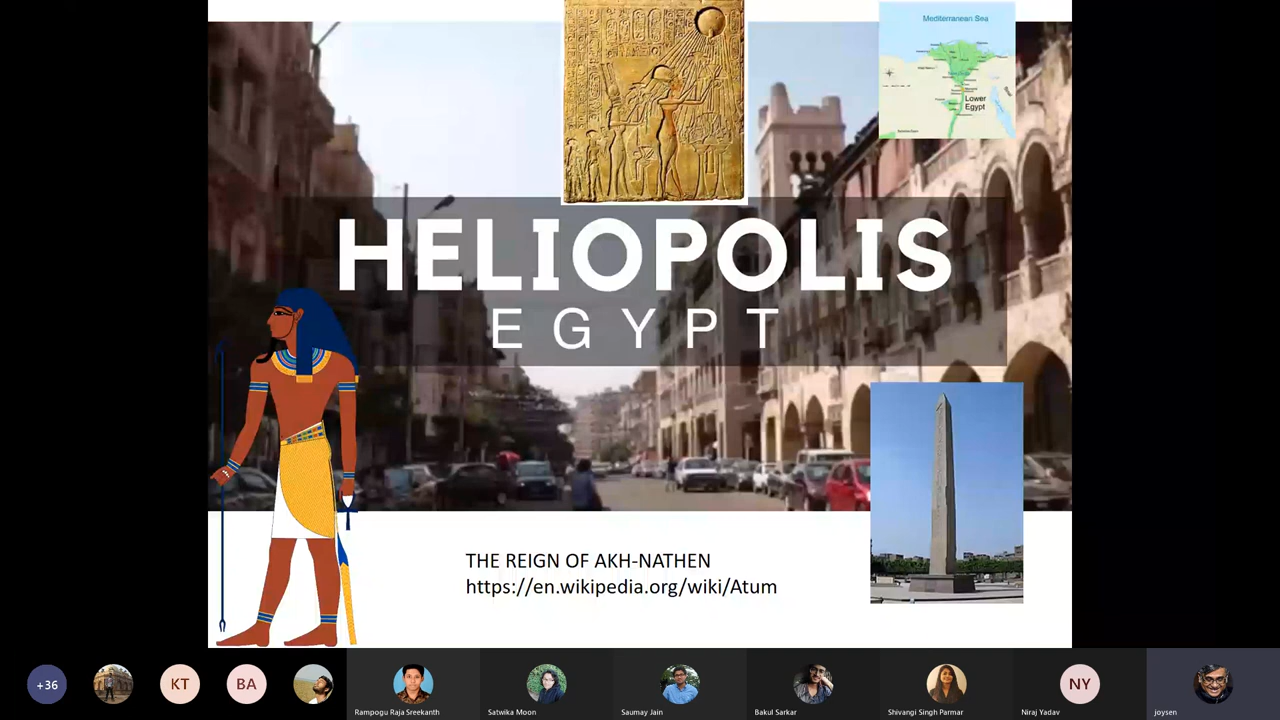 Mediterranean Sea
Lower
Egypt
HELIOPOLIS
EGYPT
THE REIGN OF AKH-NATHEN
https://en.wikipedia.org/wiki/Atum
+36
KT
BA
NY
Rampogu Raja Sreekanth
Satwika Moon
Saumay Jain
Bakul Sarkar
Shivangi Singh Parmar
Niraj Yadav
joysen